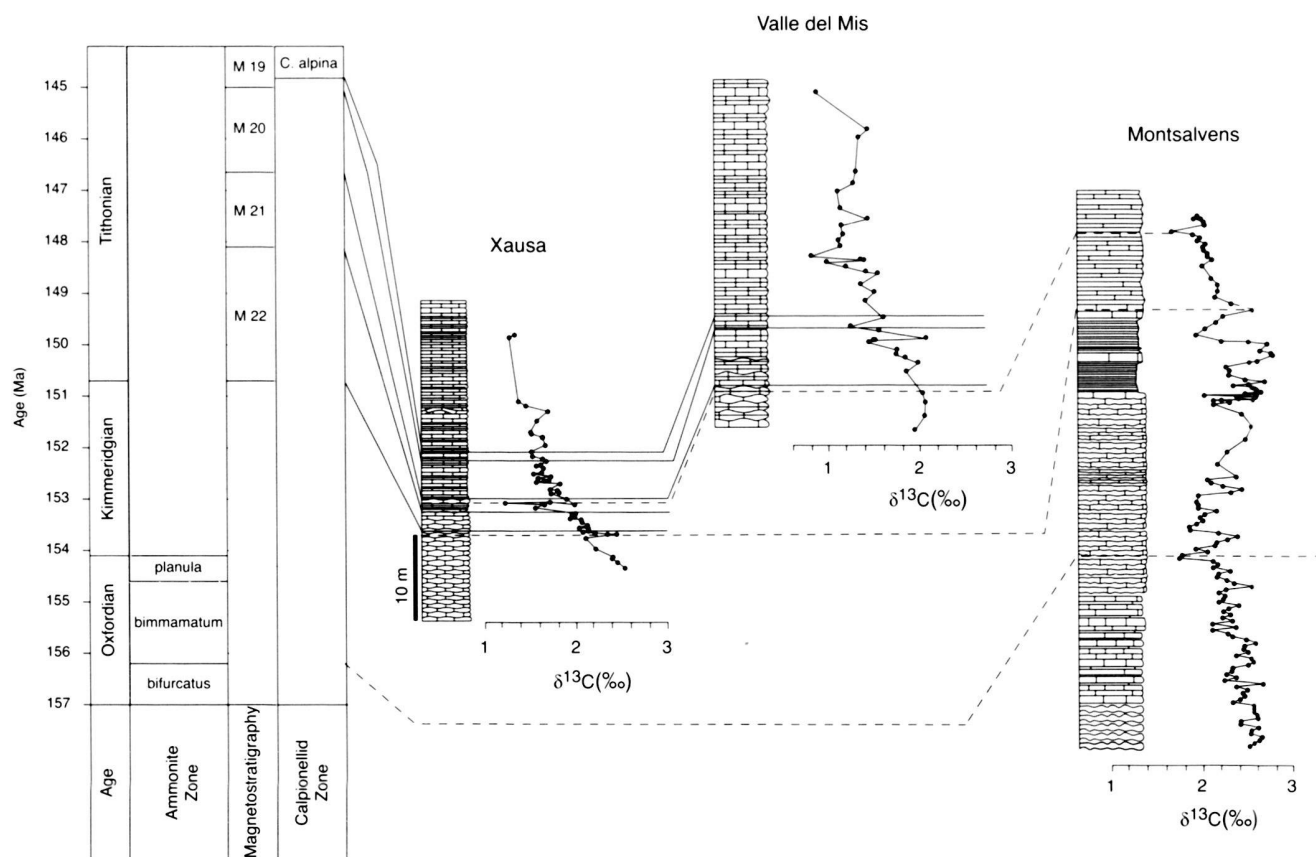 Valle del Mis
Xausa
Montsalvens
Age (Ma)
145
146
147
148
149
150
151
152
153
154
155
156
157
Tithonian
Kimmeridgian
Oxfordian
planula
bimmamatum
bifurcatus
M 19
M 20
M 21
M 22
C. alpina
Age
Ammonite
Zone
Magnetostratigraphy
Calpionellid
Zone
10 m
1 2 3
δ13C(‰)
1 2 3
δ13C(‰)
1 2 3
δ13C(‰)